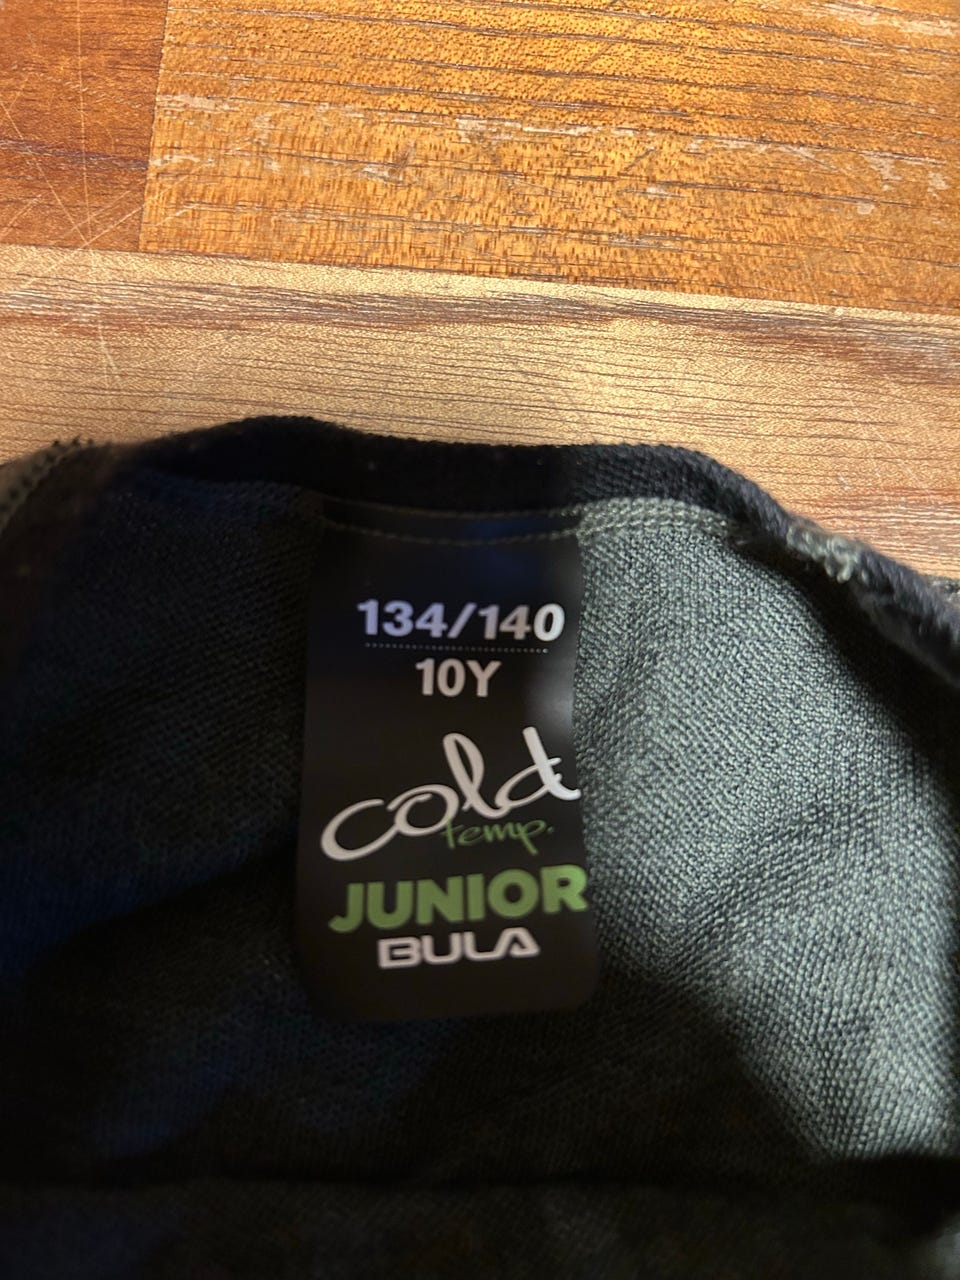 134/140
10Y
cold
temp.
JUNIOR
BULA